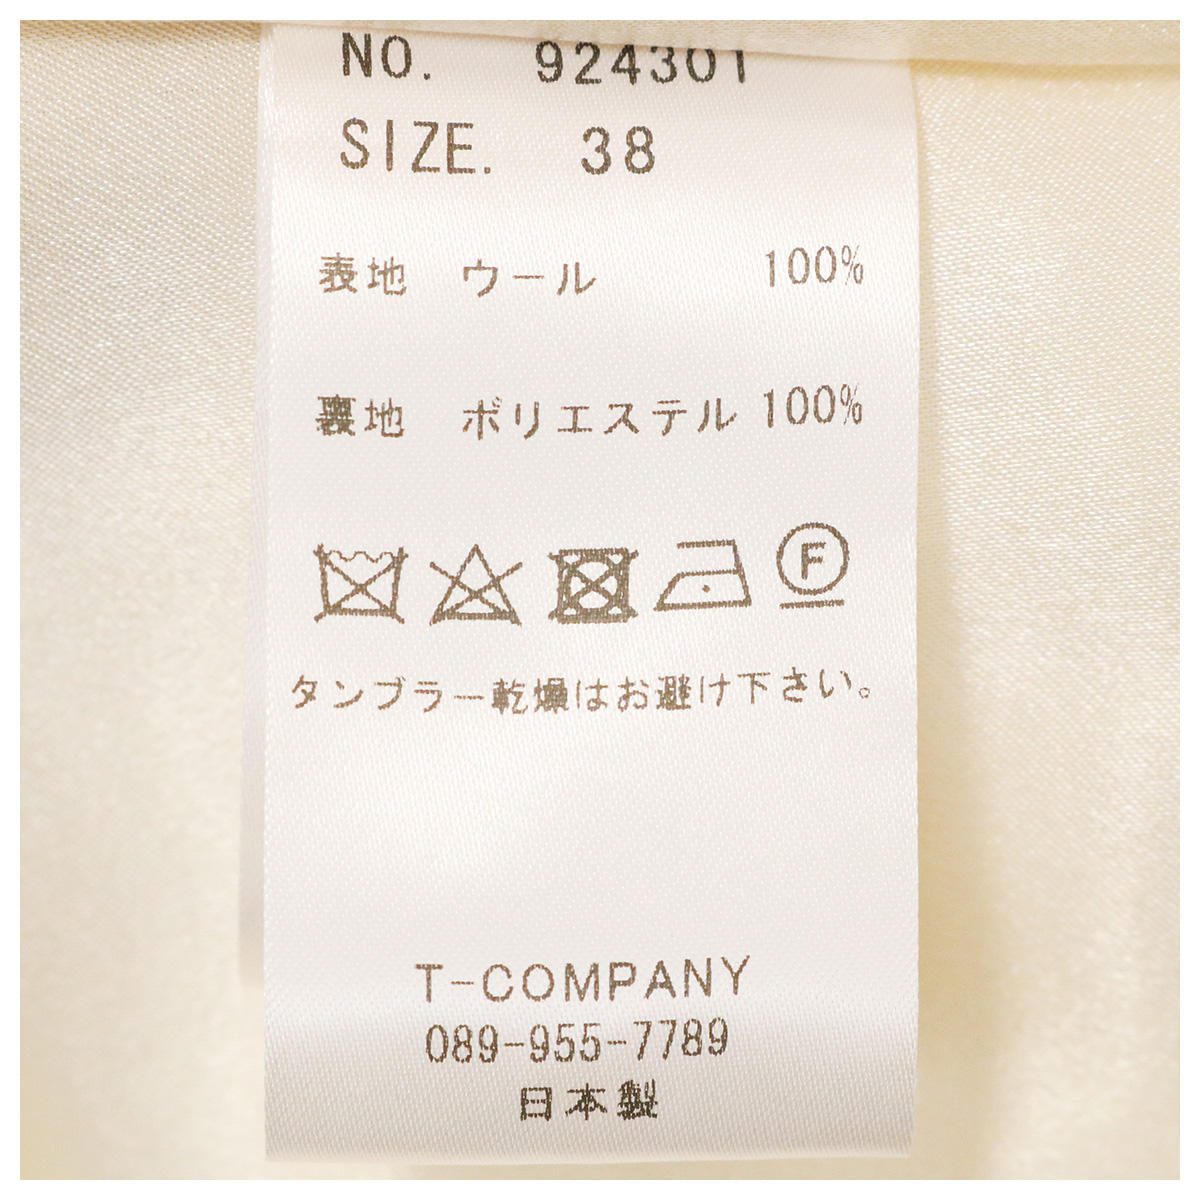 NO. 924301
SIZE. 38
表地 ウール 100%
裏地 ポリエステル 100%
F
タンブラー乾燥はお避け下さい。
T-COMPANY
089-955-7789
日本製